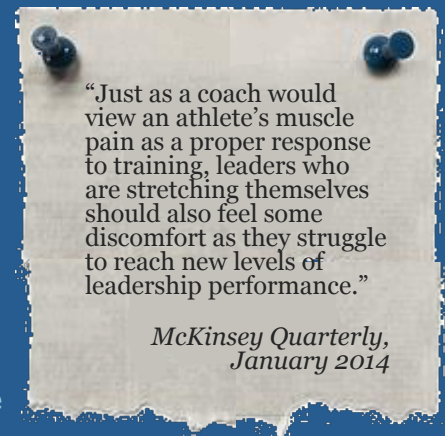 “Just as a coach would
view an athlete’s muscle
pain as a proper response
to training, leaders who
are stretching themselves
should also feel some
discomfort as they struggle
to reach new levels of
leadership performance.”
McKinsey Quarterly,
January 2014